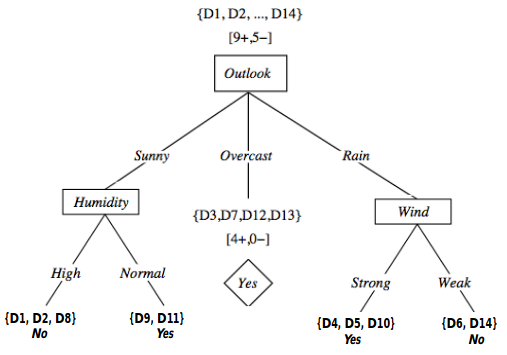 {D1, D2, ..., D14}
[9+,5−]
Outlook
Sunny Overcast Rain
Humidity {D3,D7,D12,D13} Wind
[4+,0−]
High Normal Yes Strong Weak
{D1, D2, D8} {D9, D11} {D4, D5, D10} {D6, D14}
No Yes Yes No